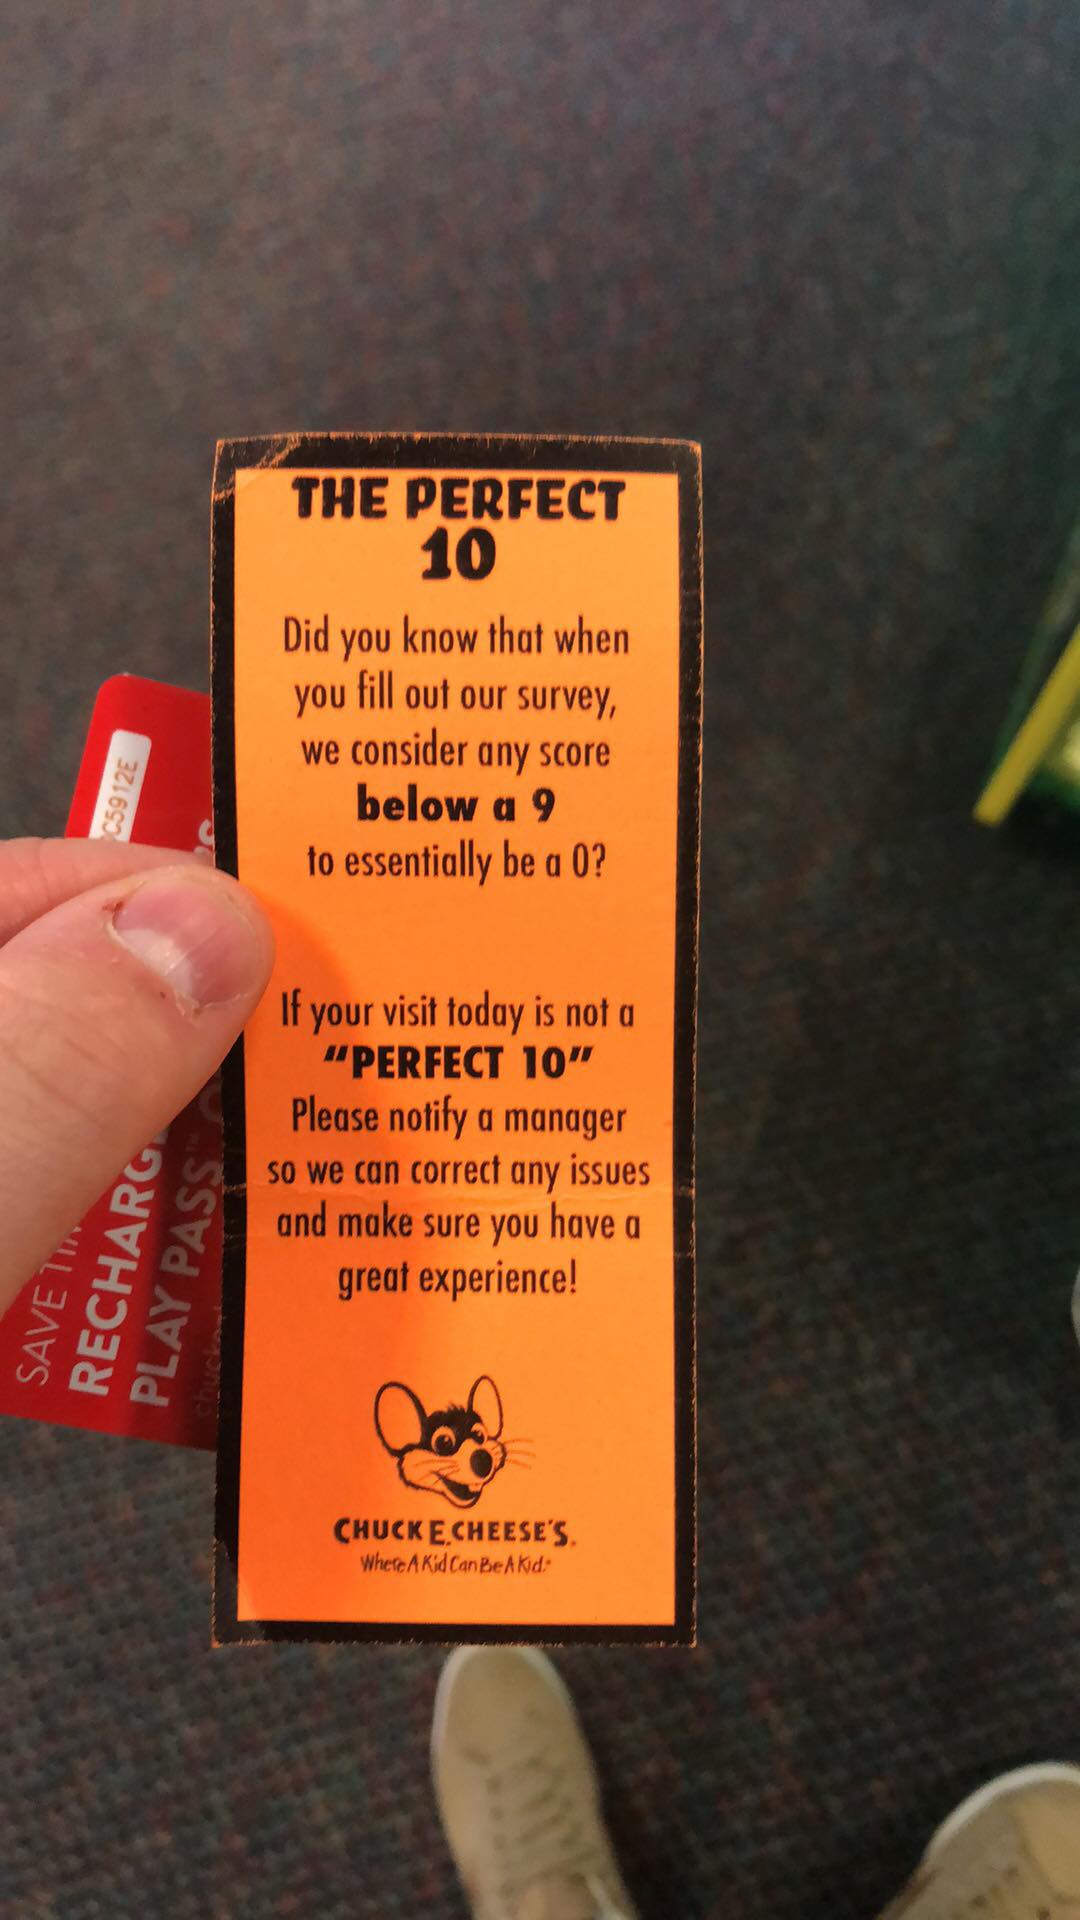 THE PERFECT
10
Did you know that when
you fill out our survey,
we consider any score
below a 9
to essentially be a 0?
If your visit today is not a
"PERFECT 10"
Please notify a manager
so we can correct any issues
and make sure you have a
great experience!
CHUCK E. CHEESE'S.
Where A Kid Can Be A Kid.®
C5912E
SAVE
RECHARG
PLAY PASS™